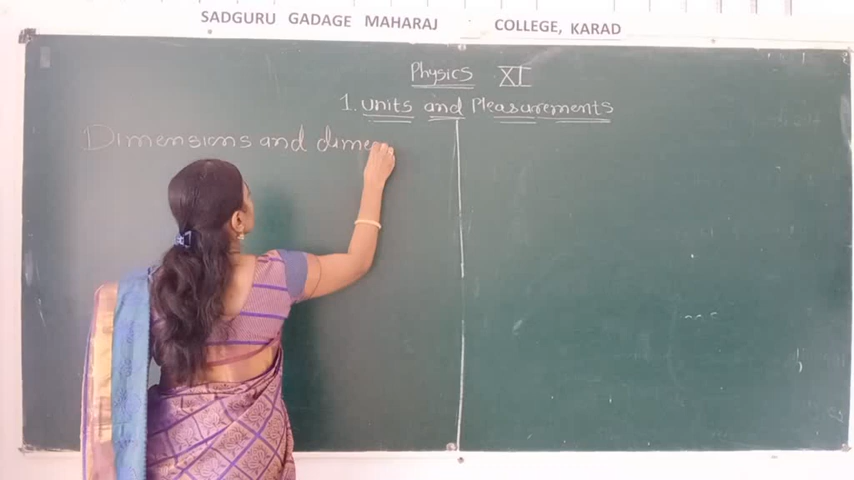 SADGURU GADAGE MAHARAJ COLLEGE, KARAD
Physics XI
1. Units and Measurements
Dimensions and dime